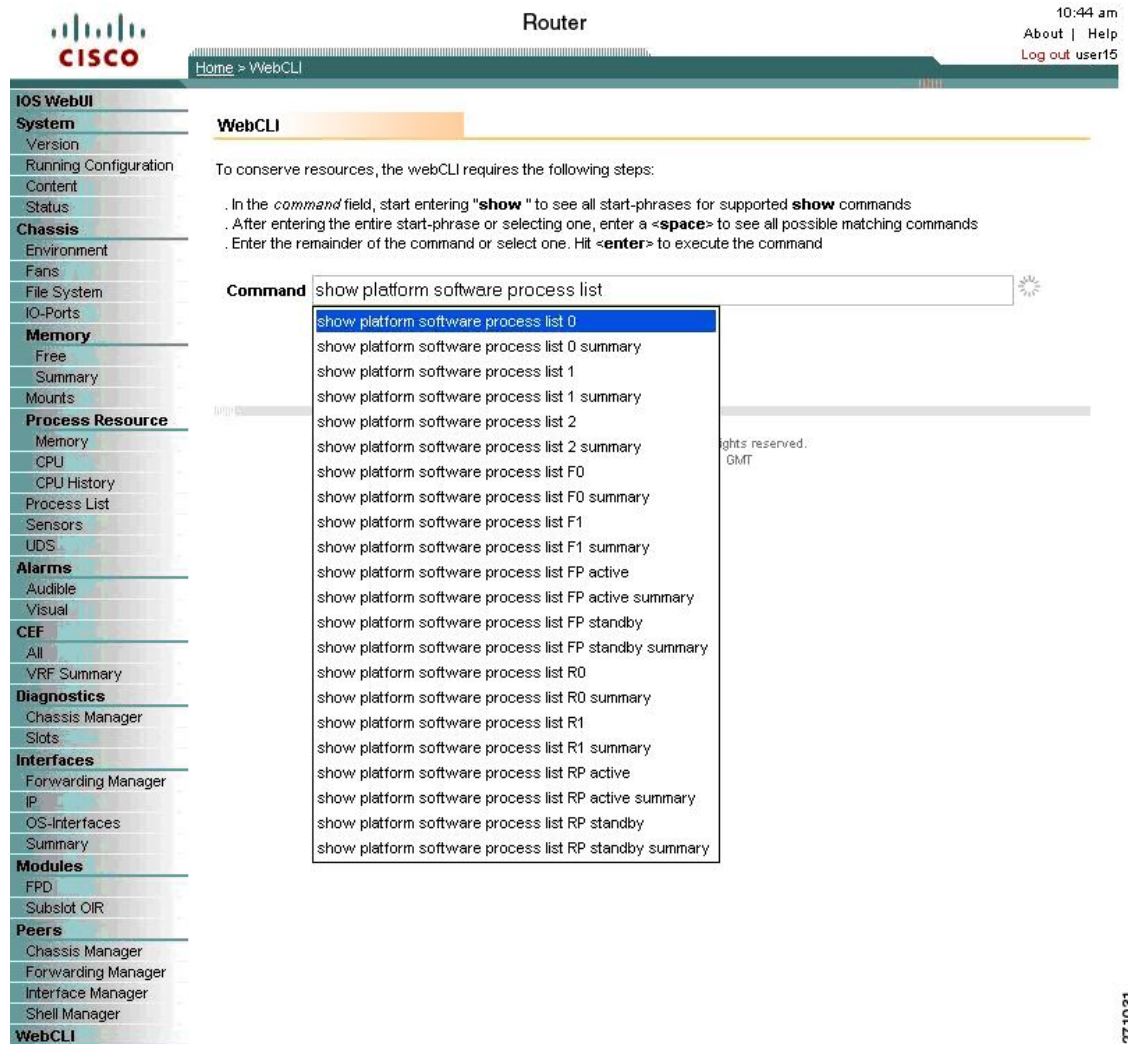 CISCO
Router
10:44 am
About | Help
Log out user15
Home > WebCLI
IOS WebUI
System
Version
Running Configuration
Content
Status
Chassis
Environment
Fans
File System
IO-Ports
Memory
Free
Summary
Mounts
Process Resource
Memory
CPU
CPU History
Process List
Sensors
UDS
Alarms
Audible
Visual
CEF
All
VRF Summary
Diagnostics
Chassis Manager
Slots
Interfaces
Forwarding Manager
IP
OS-Interfaces
Summary
Modules
FPD
Subslot OIR
Peers
Chassis Manager
Forwarding Manager
Interface Manager
Shell Manager
WebCLI
WebCLI
To conserve resources, the webCLI requires the following steps:
. In the command field, start entering "show " to see all start-phrases for supported show commands
. After entering the entire start-phrase or selecting one, enter a <space> to see all possible matching commands
. Enter the remainder of the command or select one. Hit <enter> to execute the command
Command show platform software process list
show platform software process list 0
show platform software process list 0 summary
show platform software process list 1
show platform software process list 1 summary
show platform software process list 2
show platform software process list 2 summary
show platform software process list F0
show platform software process list F0 summary
show platform software process list F1
show platform software process list F1 summary
show platform software process list FP active
show platform software process list FP active summary
show platform software process list FP standby
show platform software process list FP standby summary
show platform software process list R0
show platform software process list R0 summary
show platform software process list R1
show platform software process list R1 summary
show platform software process list RP active
show platform software process list RP active summary
show platform software process list RP standby
show platform software process list RP standby summary
ights reserved.
GMT
271031